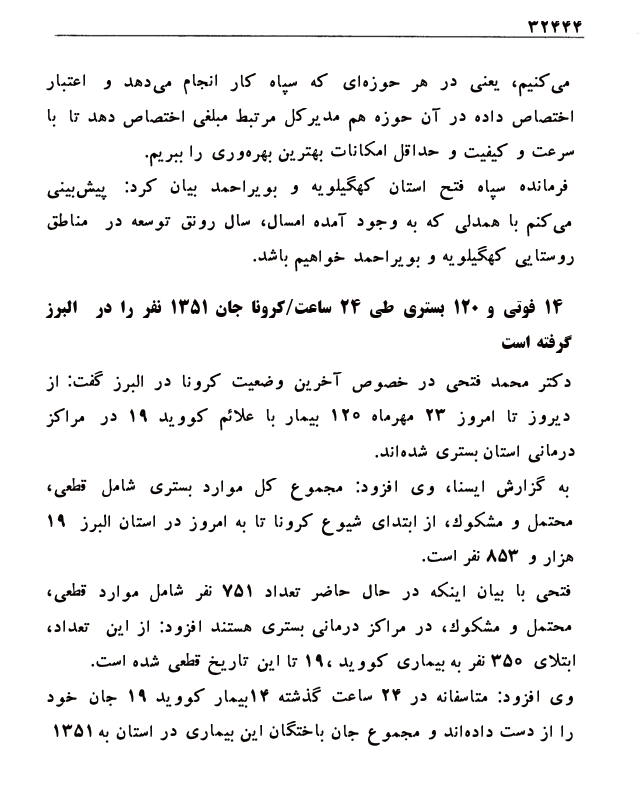 ۳۲۴۴۴
می‌کنیم، یعنی در هر حوزه‌ای که سپاه کار انجام می‌دهد و اعتبار
اختصاص داده در آن حوزه هم مدیرکل مرتبط مبلغی اختصاص دهد تا با
سرعت و کیفیت و حداقل امکانات بهترین بهره‌وری را ببریم.
فرمانده سپاه فتح استان کهگیلویه و بویراحمد بیان کرد: پیش‌بینی
می‌کنم با همدلی که به وجود آمده امسال، سال رونق توسعه در مناطق
روستایی کهگیلویه و بویراحمد خواهیم باشد.
۱۴ فوتی و ۱۲۰ بستری طی ۲۴ ساعت/کرونا جان ۱۳۵۱ نفر را در البرز
گرفته است
دکتر محمد فتحی در خصوص آخرین وضعیت کرونا در البرز گفت: از
دیروز تا امروز ۲۳ مهرماه ۱۲۰ بیمار با علائم کووید ۱۹ در مراکز
درمانی استان بستری شده‌اند.
به گزارش ایسنا، وی افزود: مجموع کل موارد بستری شامل قطعی،
محتمل و مشکوك، از ابتدای شیوع کرونا تا به امروز در استان البرز ۱۹
هزار و ۸۵۳ نفر است.
فتحی با بیان اینکه در حال حاضر تعداد ۷۵۱ نفر شامل موارد قطعی،
محتمل و مشکوك، در مراکز درمانی بستری هستند افزود: از این تعداد،
ابتلای ۳۵۰ نفر به بیماری کووید ،۱۹ تا این تاریخ قطعی شده است.
وی افزود: متاسفانه در ۲۴ ساعت گذشته ۱۴بیمار کووید ۱۹ جان خود
را از دست داده‌اند و مجموع جان باختگان این بیماری در استان به ۱۳۵۱